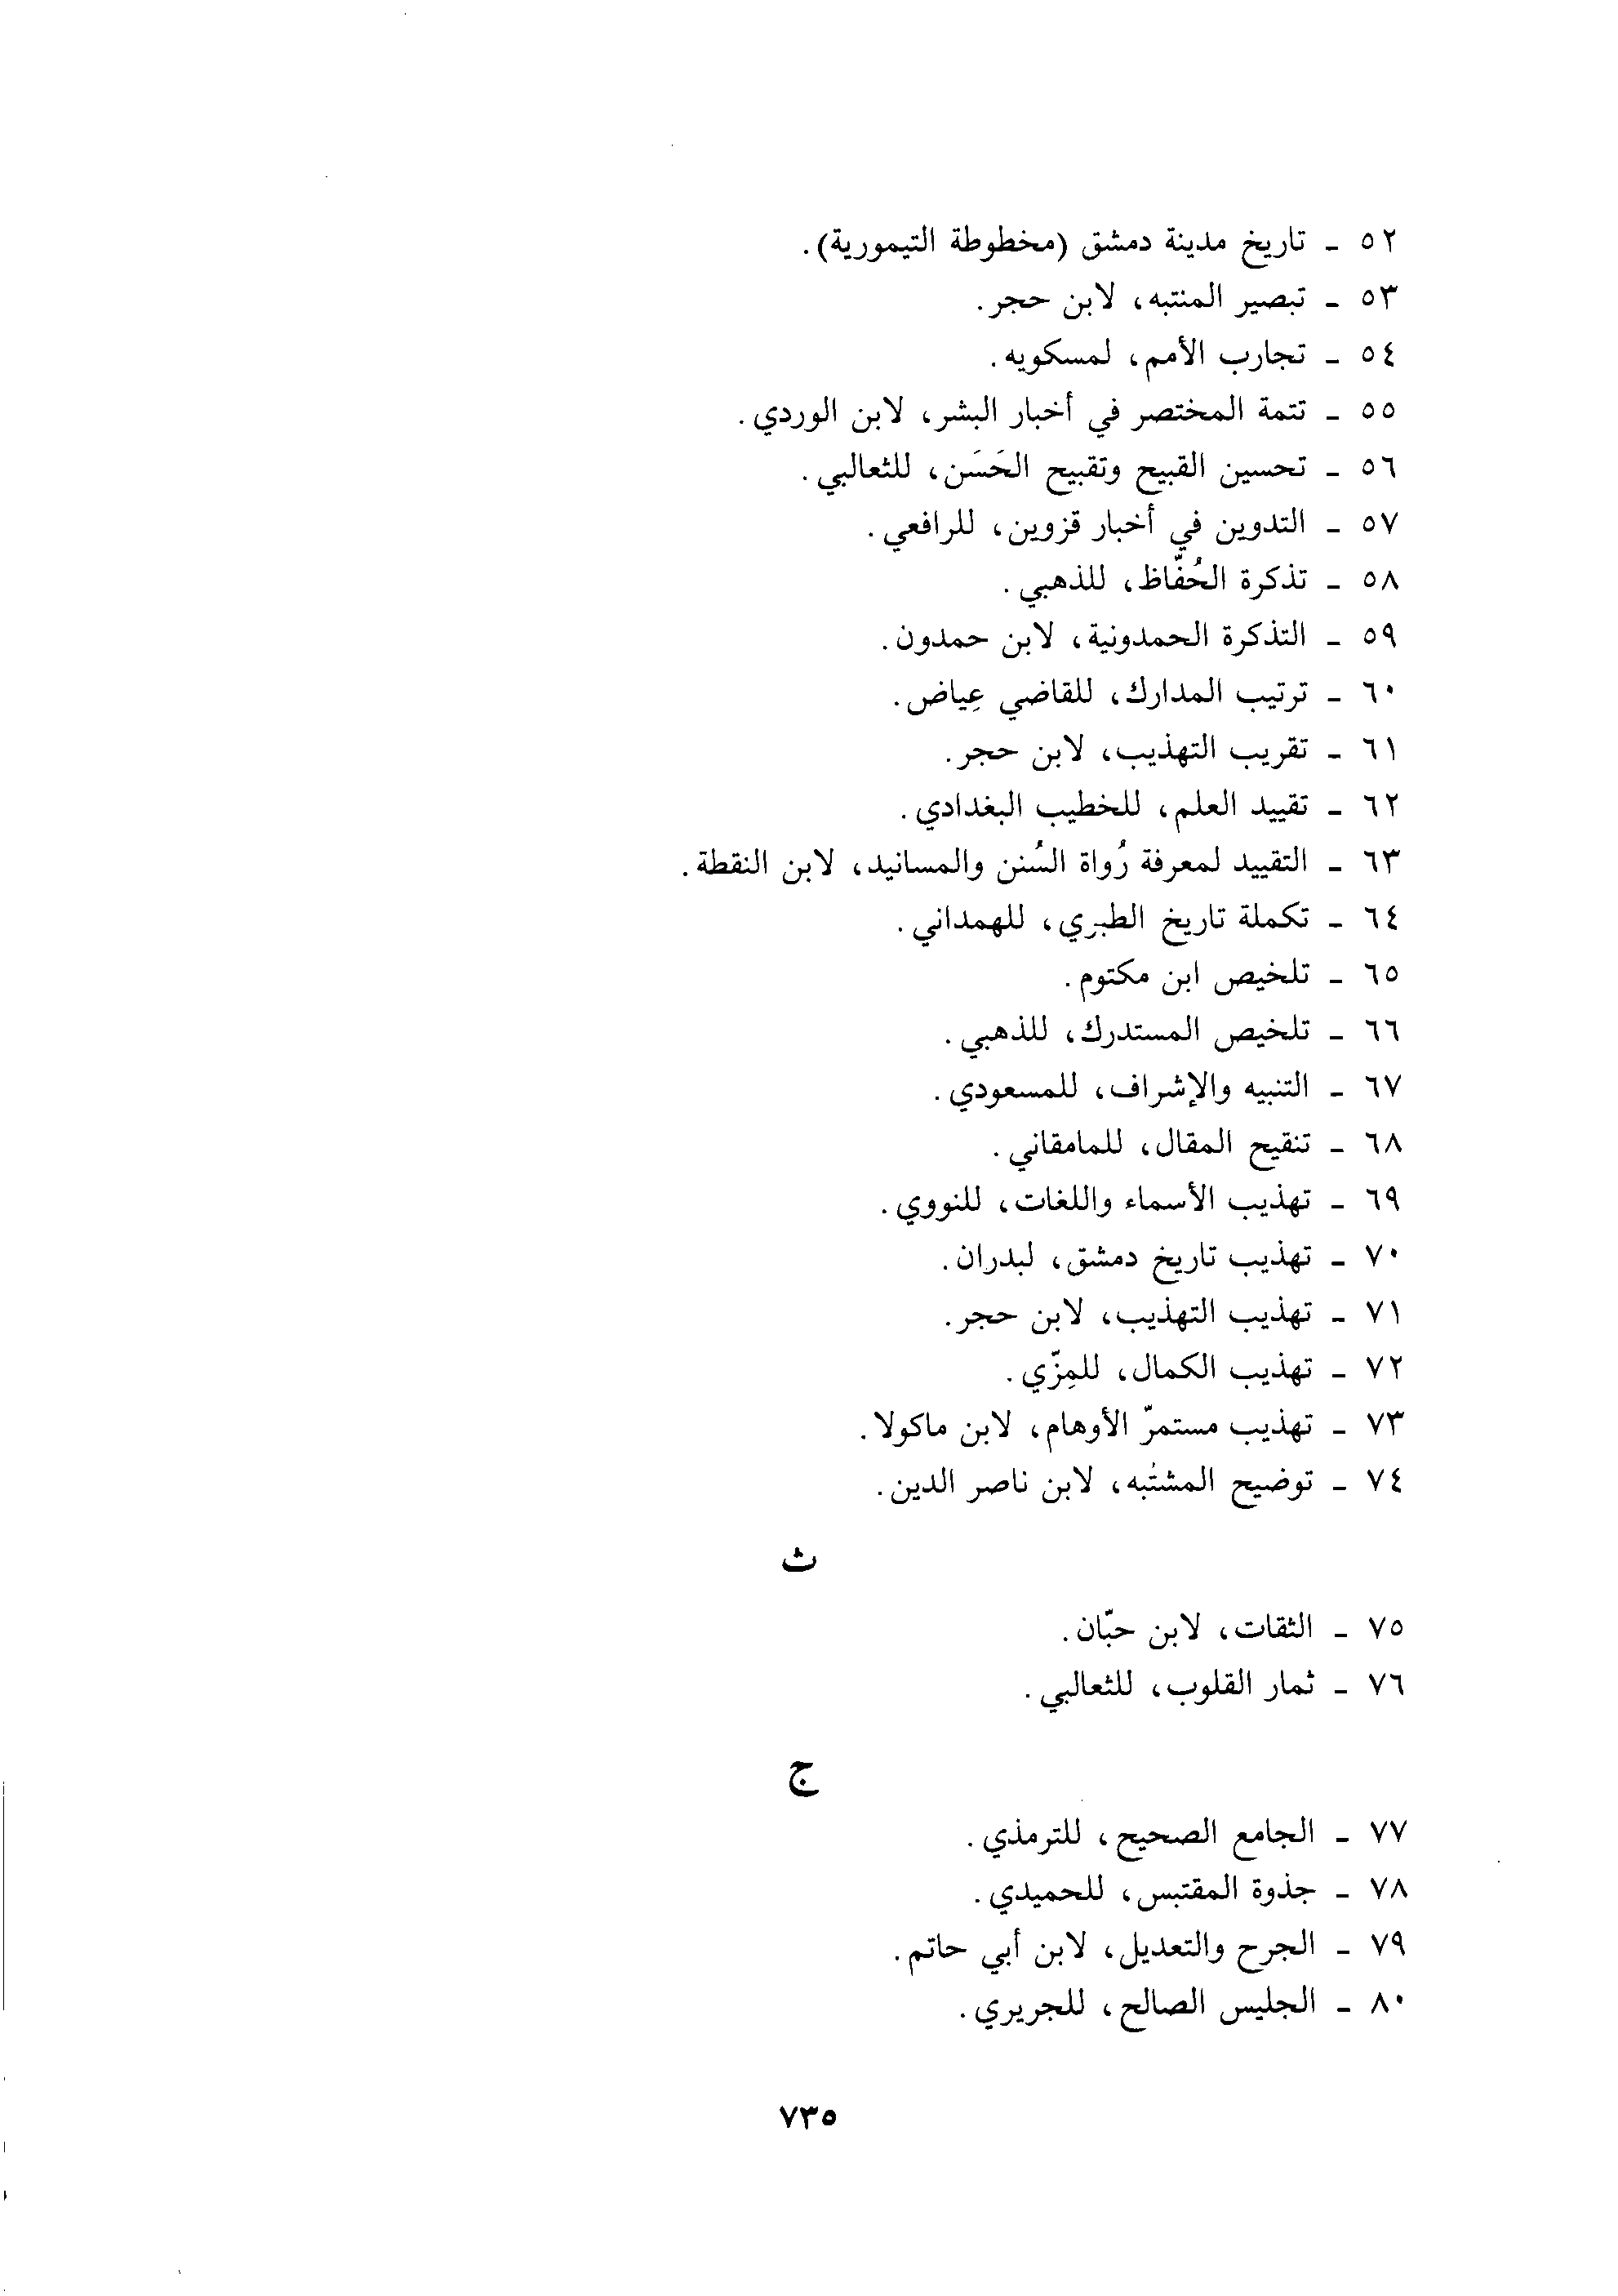 ٥٢ - تاريخ مدينة دمشق (مخطوطة التيمورية).
٥٣ - تبصير المنتبه، لابن حجر.
٥٤ - تجارب الأمم، لمسكويه.
٥٥ - تتمة المختصر في أخبار البشر، لابن الوردي.
٥٦ - تحسين القبيح وتقبيح الحَسَن، للثعالبي.
٥٧ - التدوين في أخبار قزوين، للرافعي.
٥٨ - تذكرة الحُفّاظ، للذهبي.
٥٩ - التذكرة الحمدونية، لابن حمدون.
٦٠ - ترتيب المدارك، للقاضي عِياض.
٦١ - تقريب التهذيب، لابن حجر.
٦٢ - تقييد العلم، للخطيب البغدادي.
٦٣ - التقييد لمعرفة رُواة السُنن والمسانيد، لابن النقطة.
٦٤ - تكملة تاريخ الطبري، للهمداني.
٦٥ - تلخيص ابن مكتوم.
٦٦ - تلخيص المستدرك، للذهبي.
٦٧ - التنبيه والإشراف، للمسعودي.
٦٨ - تنقيح المقال، للمامقاني.
٦٩ - تهذيب الأسماء واللغات، للنووي.
٧٠ - تهذيب تاريخ دمشق، لبدران.
٧١ - تهذيب التهذيب، لابن حجر.
٧٢ - تهذيب الكمال، للمِزّي.
٧٣ - تهذيب مستمرّ الأوهام، لابن ماكولا.
٧٤ - توضيح المشتُبه، لابن ناصر الدين.
ث
٧٥ - الثقات، لابن حبّان.
٧٦ - ثمار القلوب، للثعالبي.
ج
٧٧ - الجامع الصحيح، للترمذي.
٧٨ - جذوة المقتبس، للحميدي.
٧٩ - الجرح والتعديل، لابن أبي حاتم.
٨٠ - الجليس الصالح، للجريري.
٧٣٥